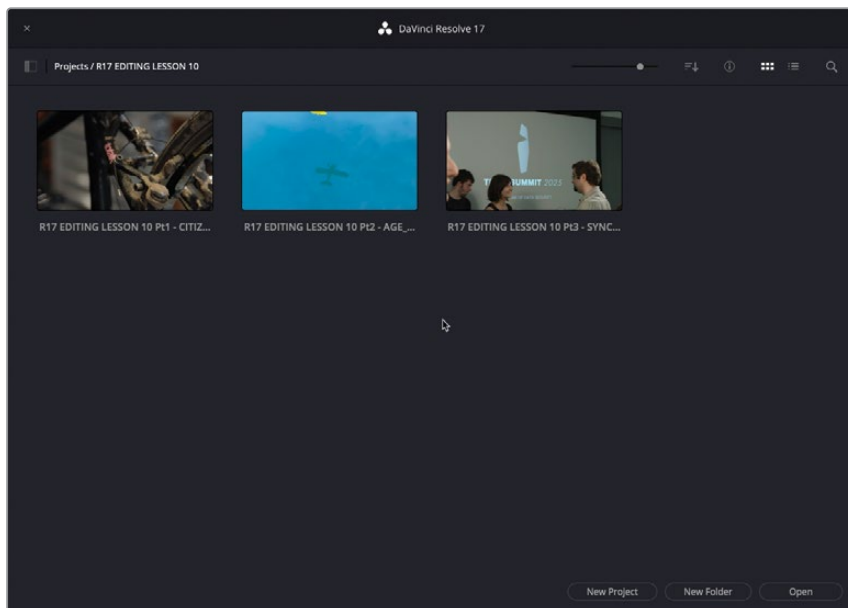 DaVinci Resolve 17
Projects / R17 EDITING LESSON 10
R17 EDITING LESSON 10 Pt1 - CITIZ...
R17 EDITING LESSON 10 Pt2 - AGE_...
R17 EDITING LESSON 10 Pt3 - SYNC...
SUMMIT 2023
New Project
New Folder
Open